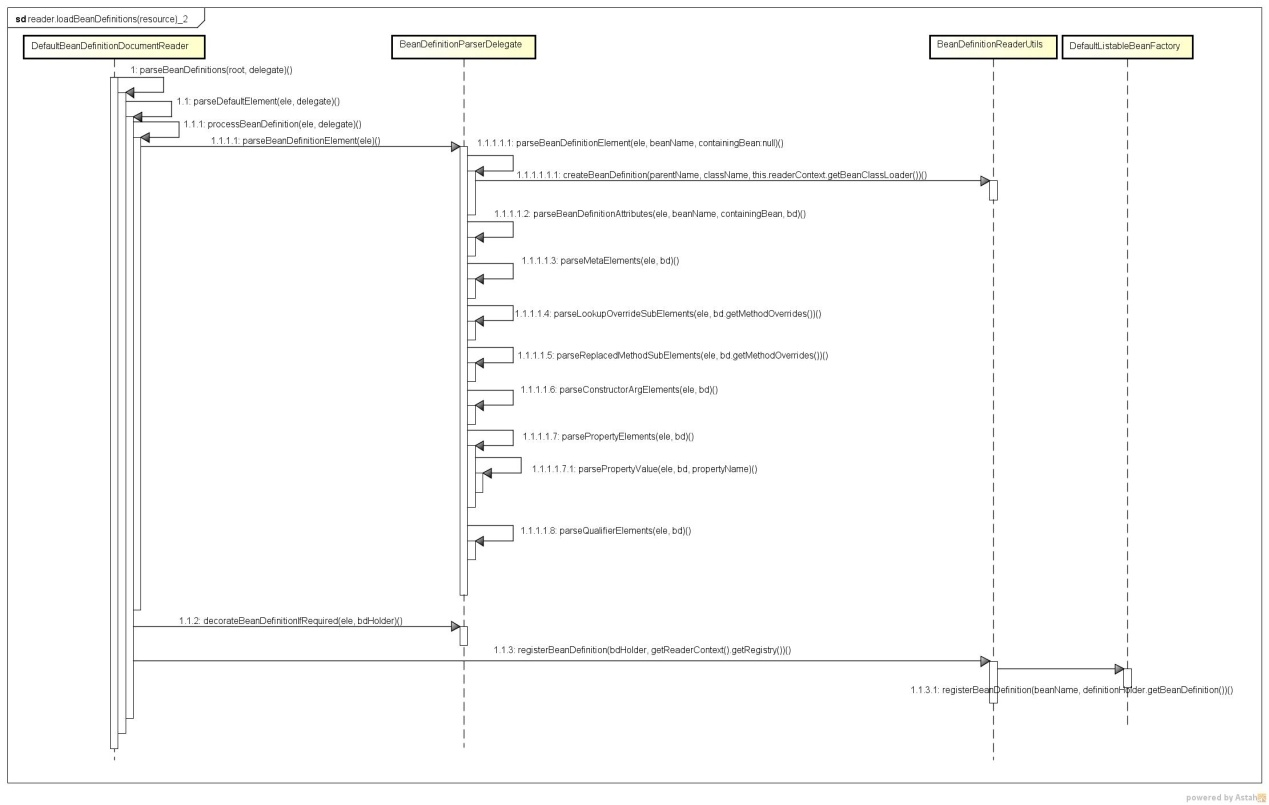 sd reader.loadBeanDefinitions(resource)_2
DefaultBeanDefinitionDocumentReader
BeanDefinitionParserDelegate
BeanDefinitionReaderUtils
DefaultListableBeanFactory
1: parseBeanDefinitions(root, delegate)()
1.1: parseDefaultElement(ele, delegate)()
1.1.1: processBeanDefinition(ele, delegate)()
1.1.1.1: parseBeanDefinitionElement(ele)()
1.1.1.1.1: parseBeanDefinitionElement(ele, beanName, containingBean:null)()
1.1.1.1.1.1: createBeanDefinition(parentName, className, this.readerContext.getBeanClassLoader())()
1.1.1.1.2: parseBeanDefinitionAttributes(ele, beanName, containingBean, bd)()
1.1.1.1.3: parseMetaElements(ele, bd)()
1.1.1.1.4: parseLookupOverrideSubElements(ele, bd.getMethodOverrides())()
1.1.1.1.5: parseReplacedMethodSubElements(ele, bd.getMethodOverrides())()
1.1.1.1.6: parseConstructorArgElements(ele, bd)()
1.1.1.1.7: parsePropertyElements(ele, bd)()
1.1.1.1.7.1: parsePropertyValue(ele, bd, propertyName)()
1.1.1.1.8: parseQualifierElements(ele, bd)()
1.1.2: decorateBeanDefinitionIfRequired(ele, bdHolder)()
1.1.3: registerBeanDefinition(bdHolder, getReaderContext().getRegistry())()
1.1.3.1: registerBeanDefinition(beanName, definitionHolder.getBeanDefinition())()
powered by Astah